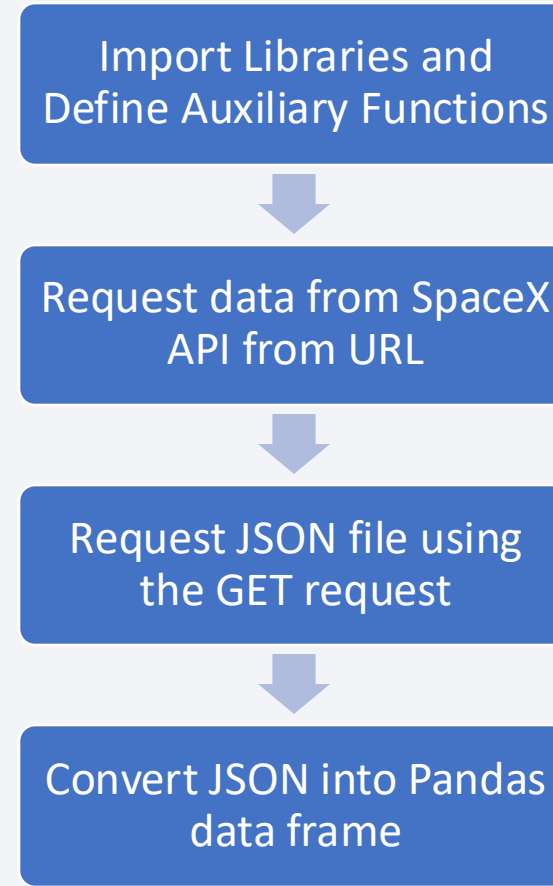 Import Libraries and
Define Auxiliary Functions
Request data from SpaceX
API from URL
Request JSON file using
the GET request
Convert JSON into Pandas
data frame